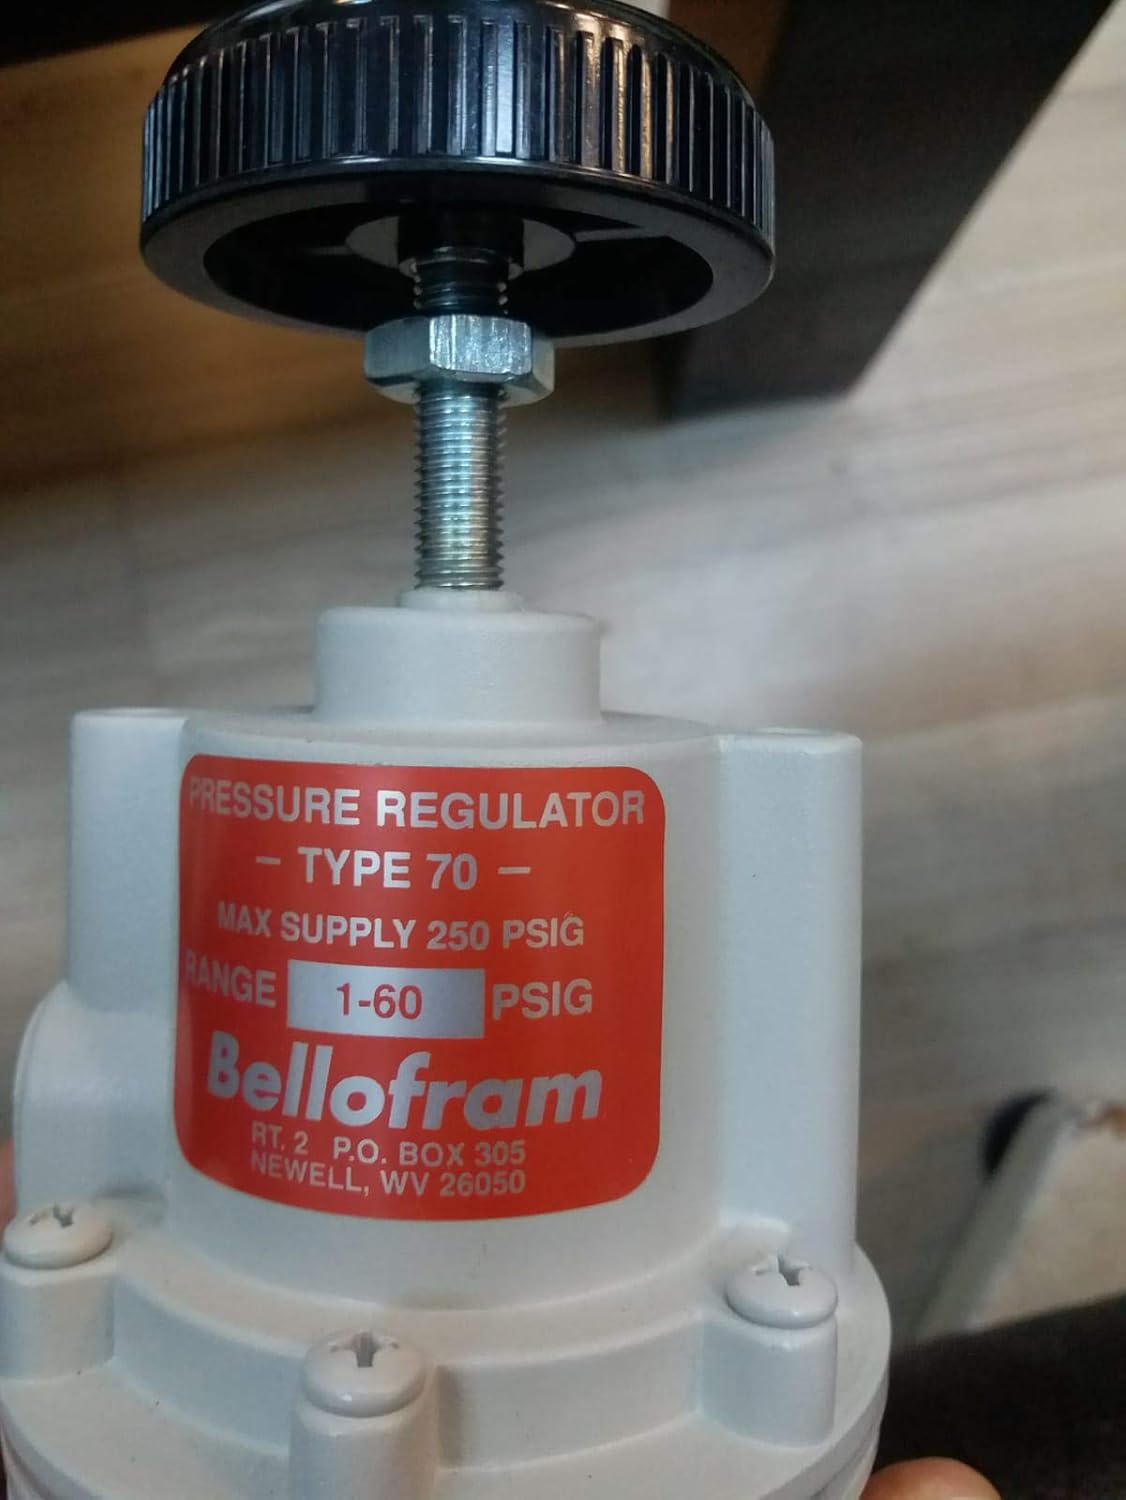 PRESSURE REGULATOR
- TYPE 70 -
MAX SUPPLY 250 PSIG
RANGE 1-60 PSIG
Bellofram
RT. 2 P.O. BOX 305
NEWELL, WV 26050